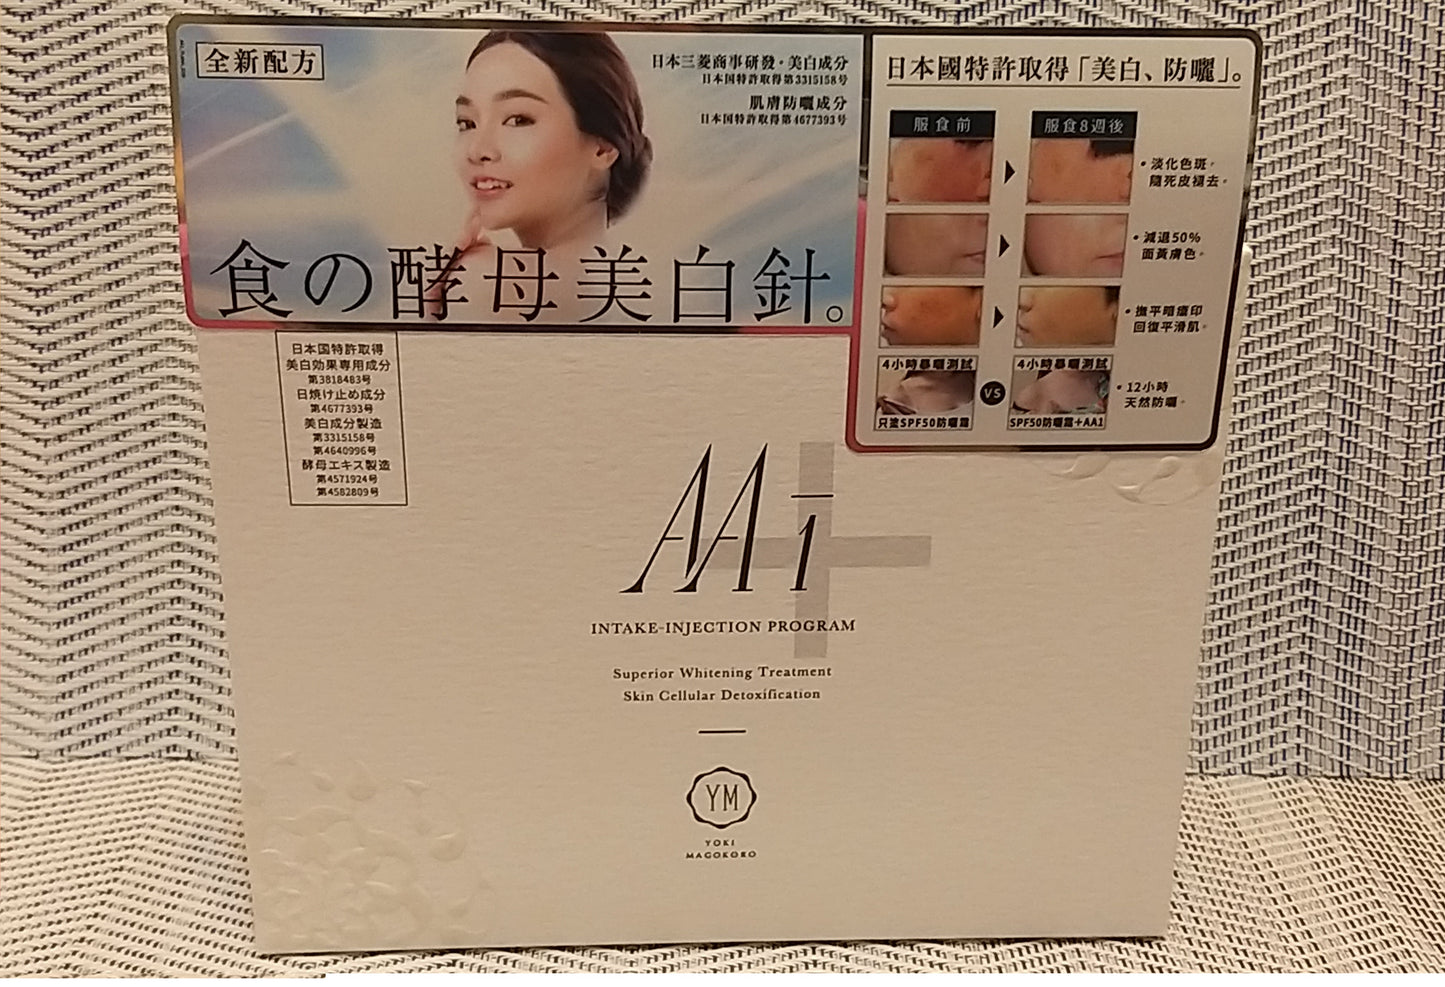 全新配方
日本三菱商事研發・美白成分
日本国特許取得第3315158号
肌膚防曬成分
日本国特許取得第4677393号
食の酵母美白針。
日本國特許取得「美白、防曬」。
服食前
服食8週後
・淡化色斑，
隨死皮褪去。
・減退50%
面黃膚色。
・撫平暗瘡印
回復平滑肌。
4小時暴曬測試
4小時暴曬測試
VS
只塗SPF50防曬霜
SPF50防曬霜+AA1
・12小時
天然防曬。
日本国特許取得
美白効果専用成分
第3818483号
日焼け止め成分
第4677393号
美白成分製造
第3315158号
第4640996号
酵母エキス製造
第4571924号
第4582809号
AA1
INTAKE-INJECTION PROGRAM
Superior Whitening Treatment
Skin Cellular Detoxification
YM
YOKI
MAGOKORO